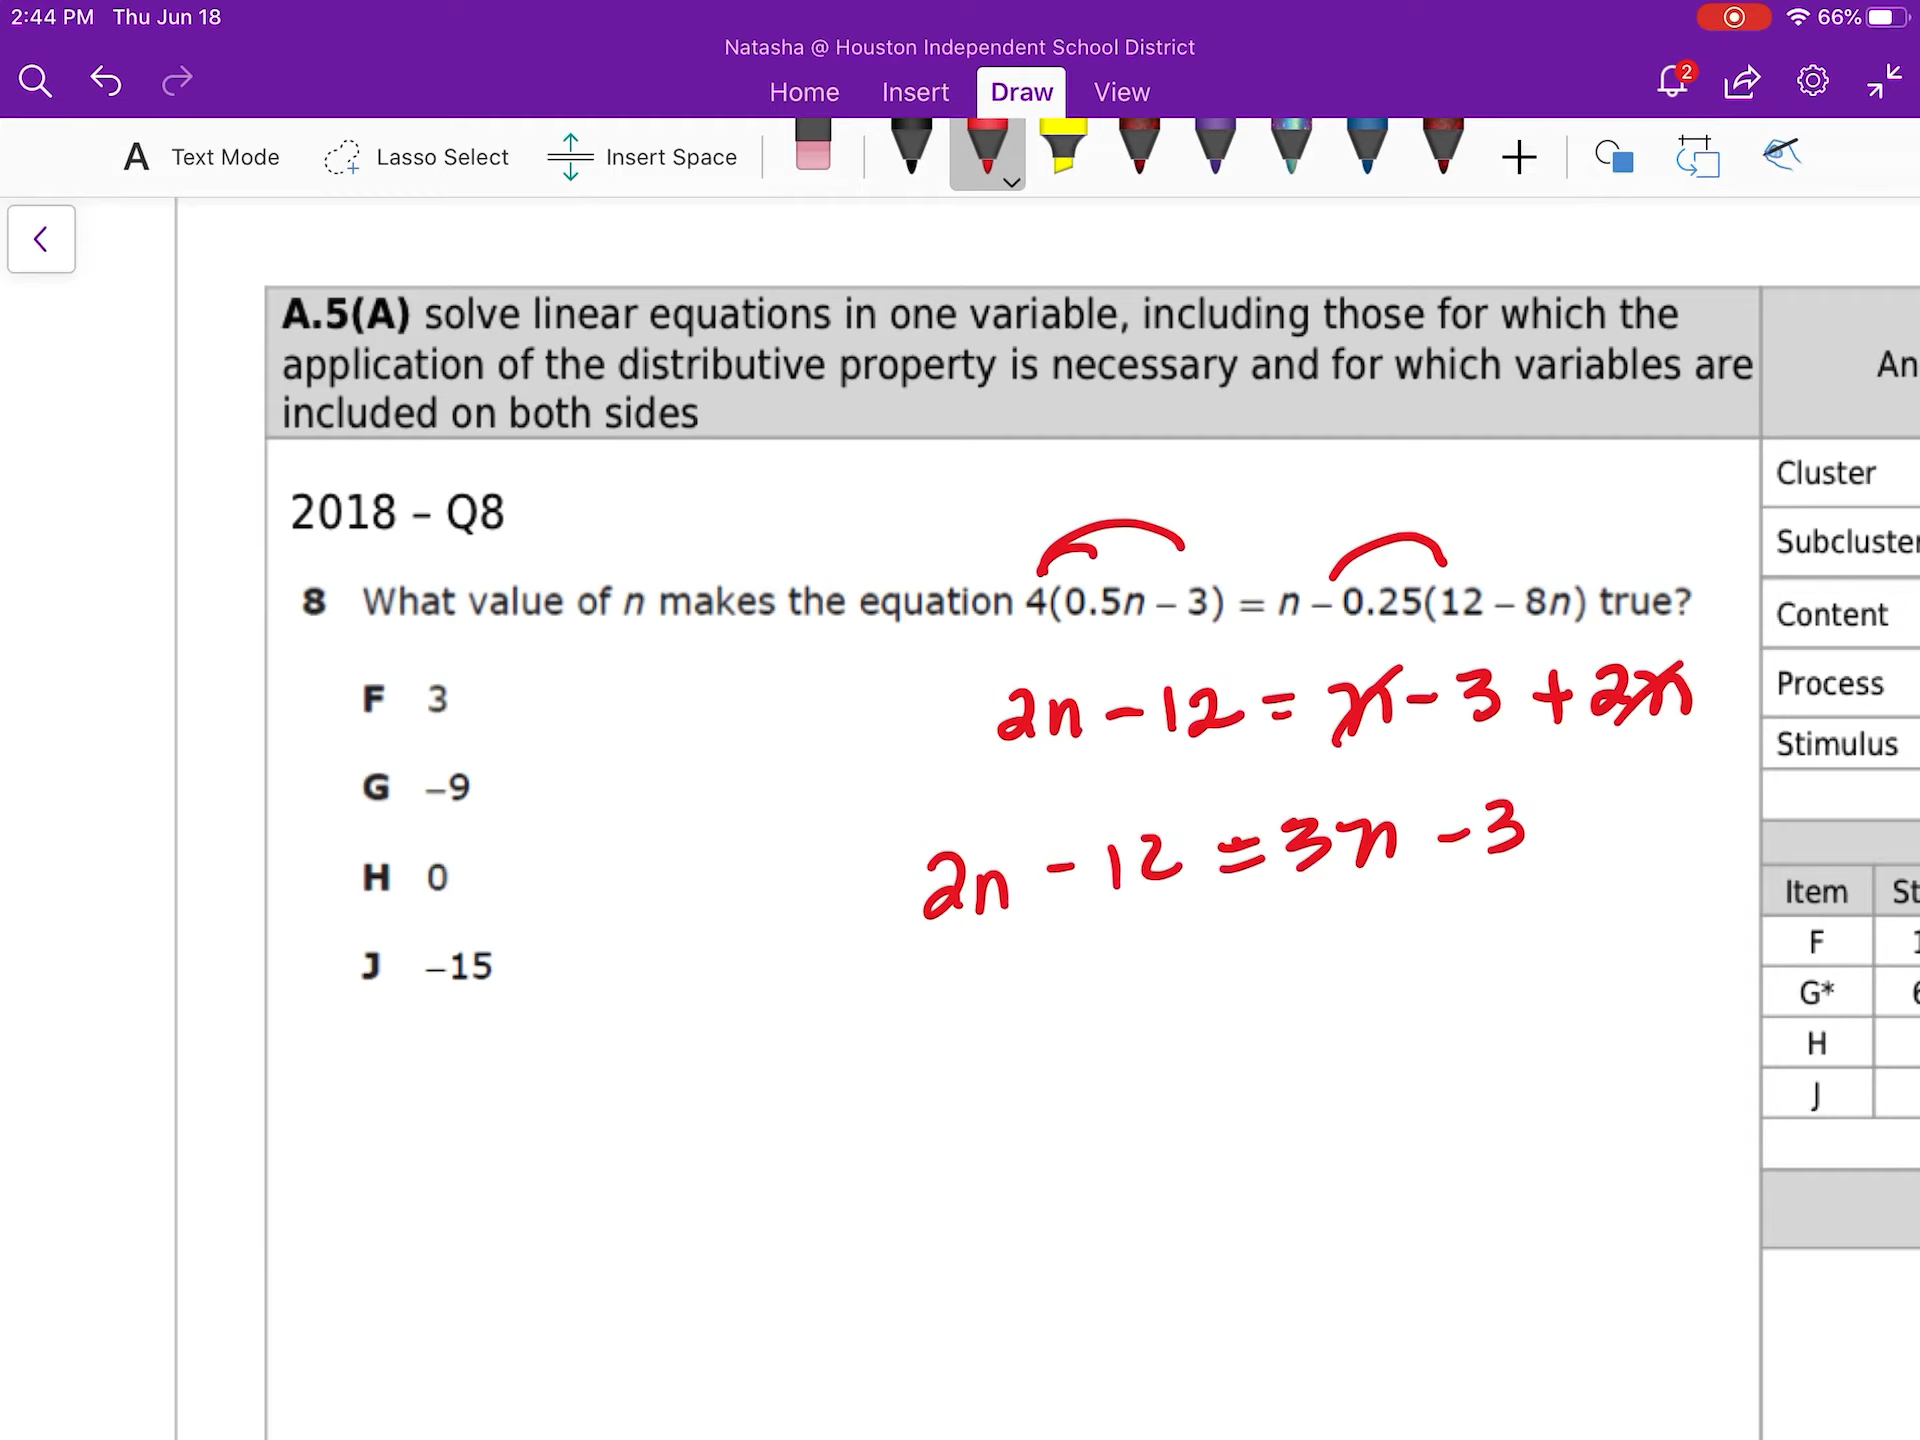 2:44 PM Thu Jun 18
66%
Natasha @ Houston Independent School District
2
Home Insert Draw View
A Text Mode Lasso Select Insert Space
A.5(A) solve linear equations in one variable, including those for which the
application of the distributive property is necessary and for which variables are
included on both sides
An
2018 – Q8
8 What value of n makes the equation 4(0.5n – 3) = n – 0.25(12 – 8n) true?
F 3
G –9
H 0
J –15
2n - 12 = n - 3 + 2n
2n - 12 = 3n - 3
Cluster
Subcluster
Content
Process
Stimulus
Item St
F 1
G* 6
H
J